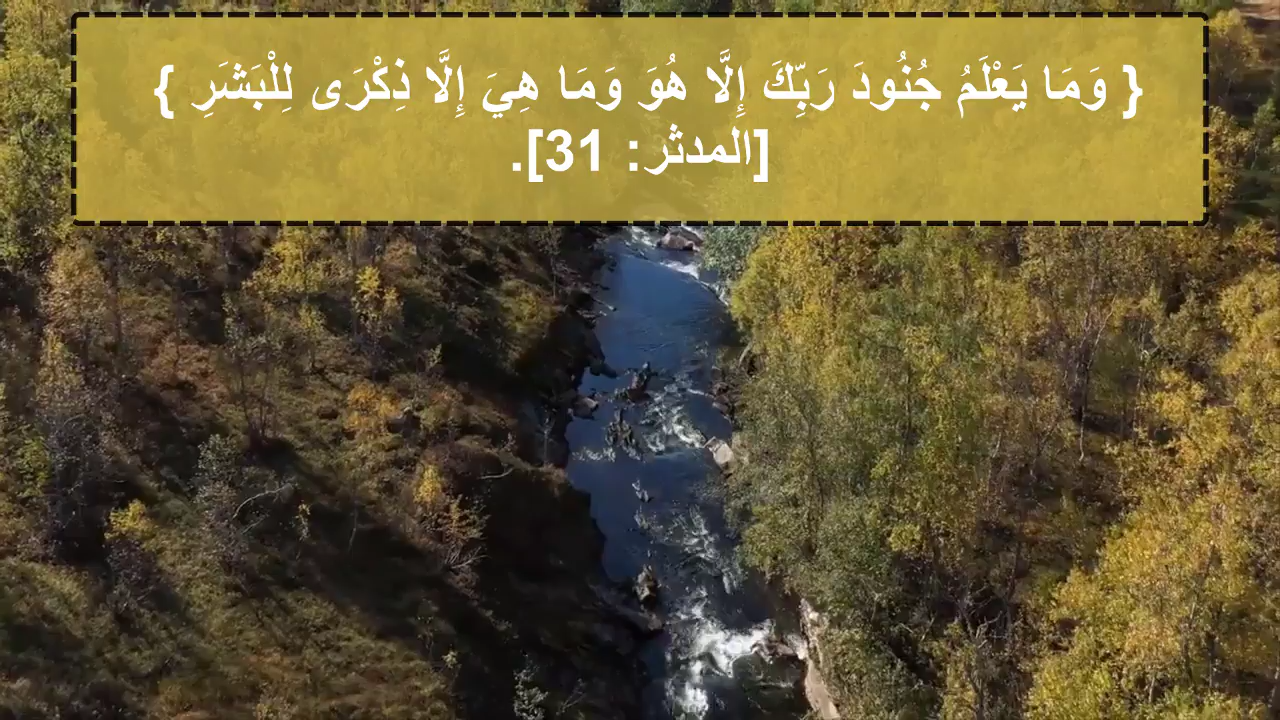 { وَمَا يَعْلَمُ جُنُودَ رَبِّكَ إِلَّا هُوَ وَمَا هِيَ إِلَّا ذِكْرَى لِلْبَشَرِ }
[المدثر: 31].